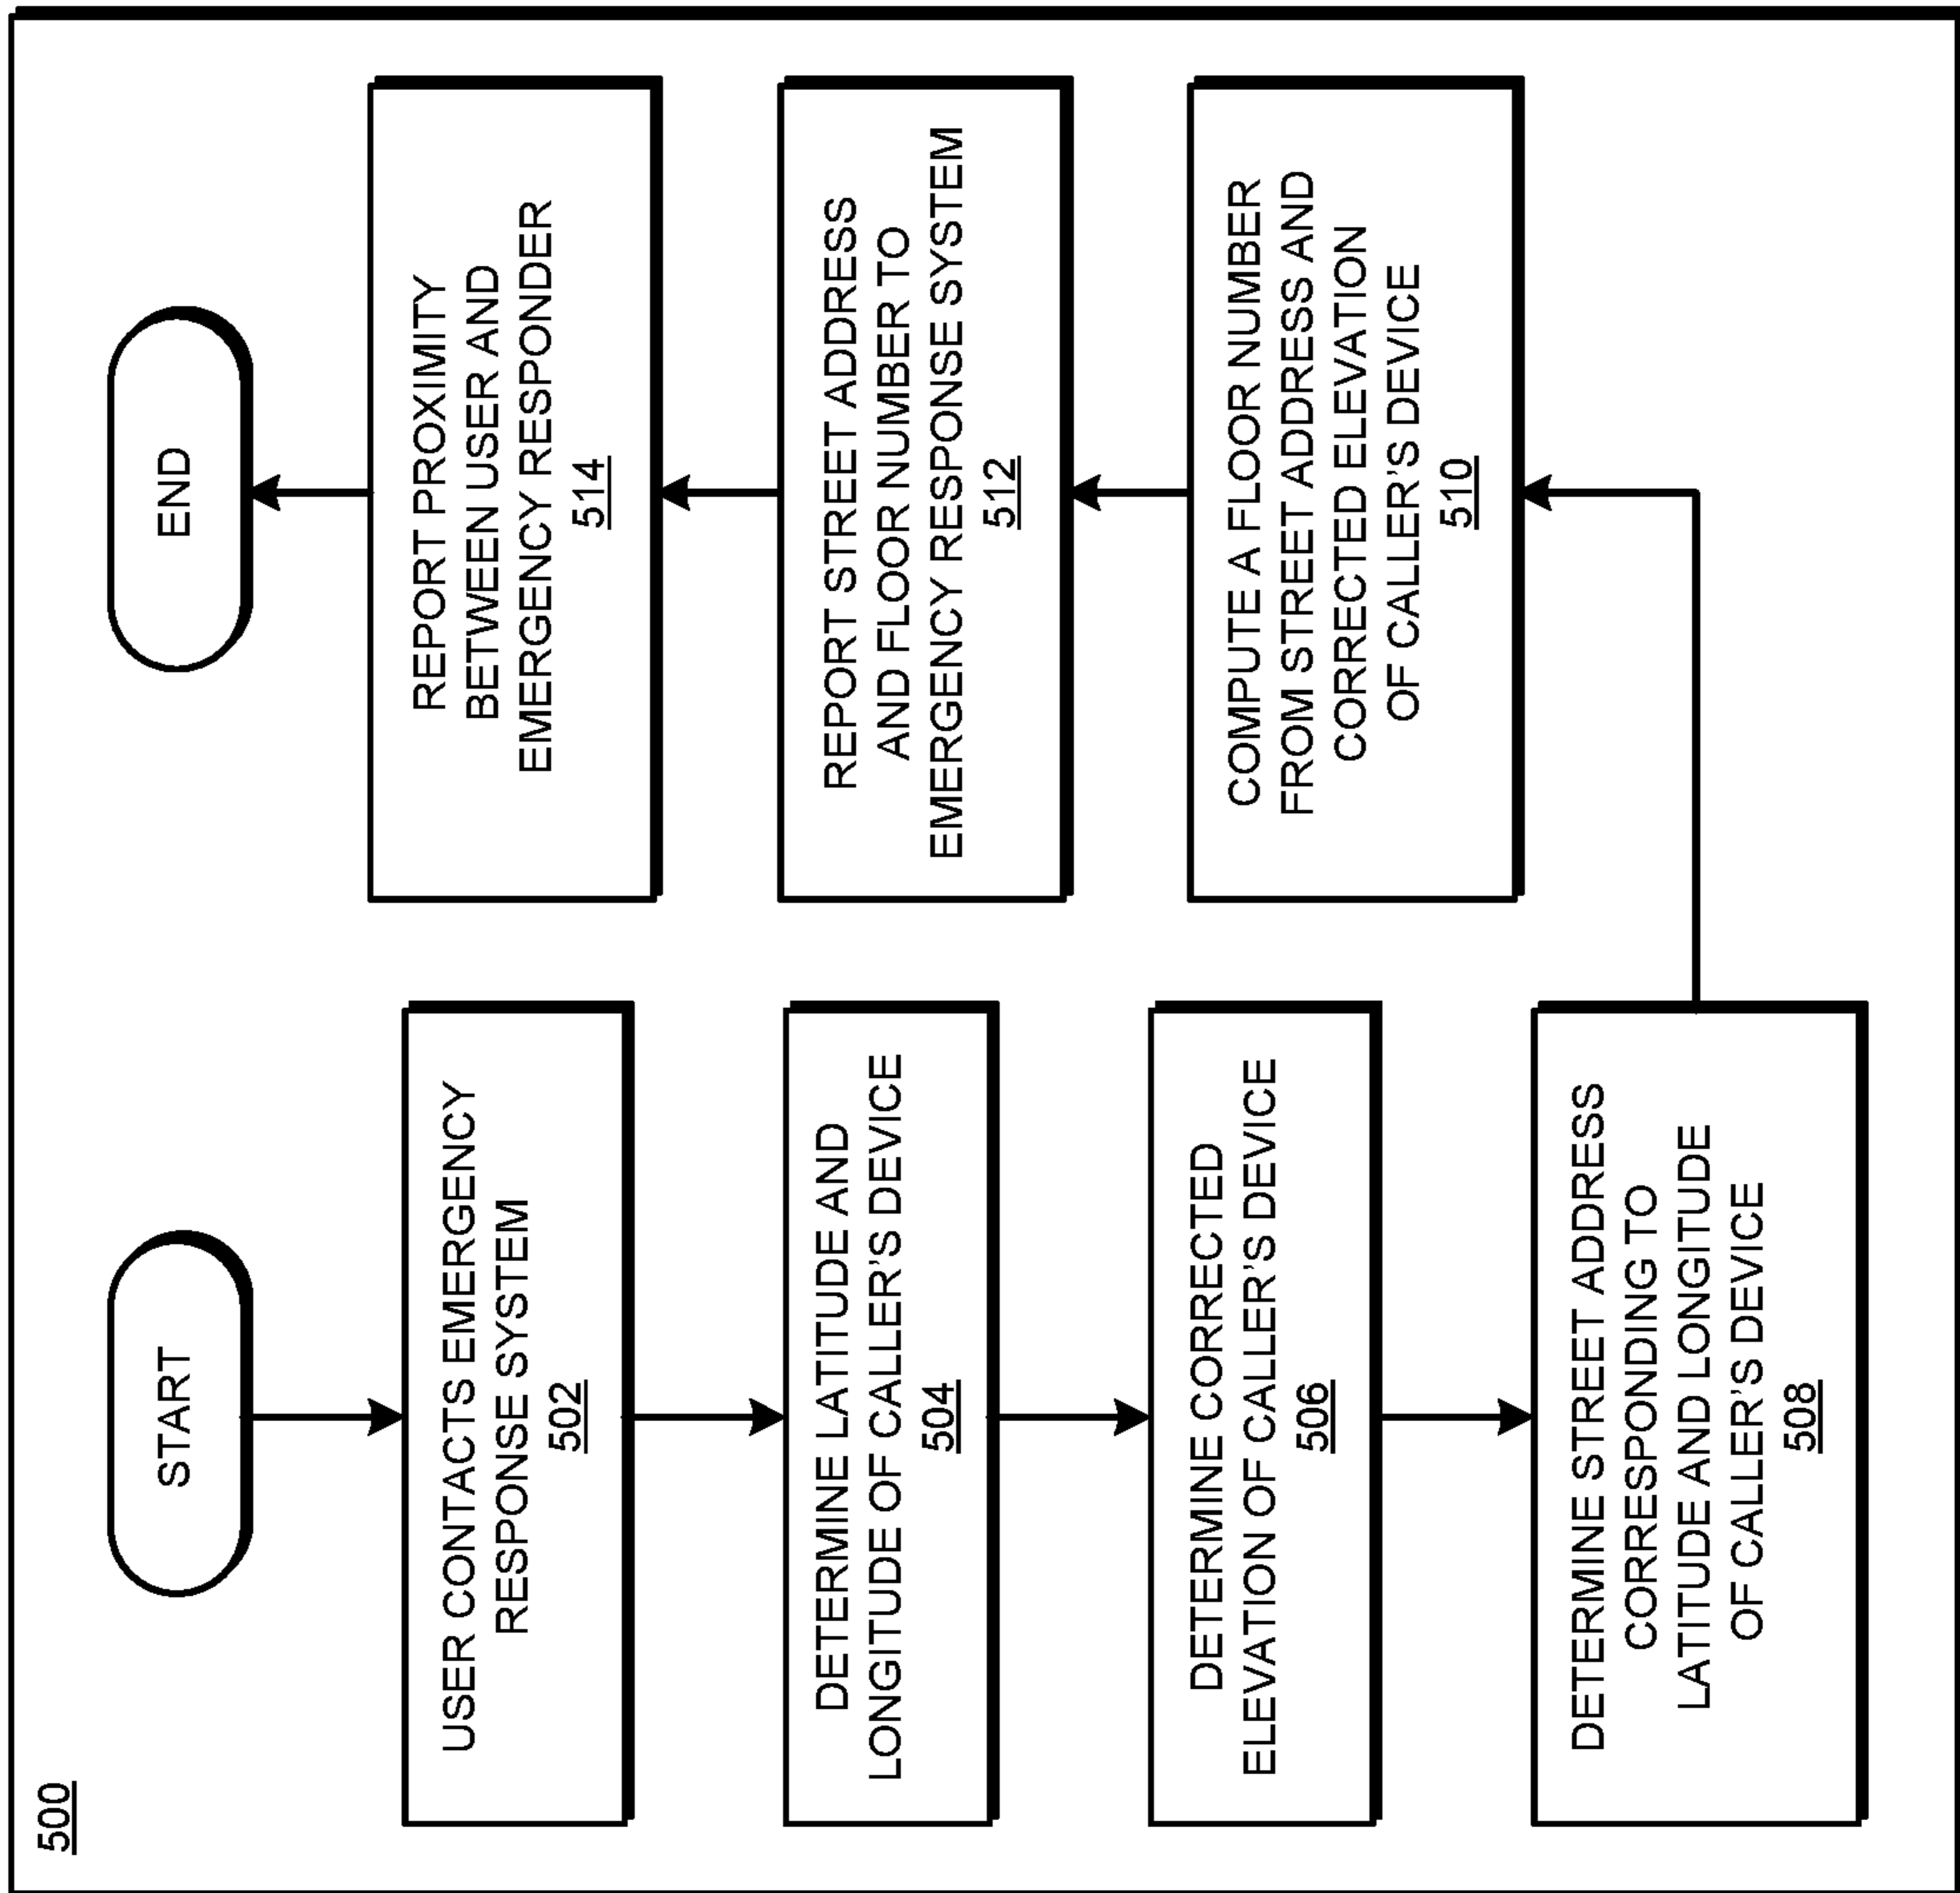 500
START
USER CONTACTS EMERGENCY
RESPONSE SYSTEM
502
DETERMINE LATITUDE AND
LONGITUDE OF CALLER'S DEVICE
504
DETERMINE CORRECTED
ELEVATION OF CALLER'S DEVICE
506
DETERMINE STREET ADDRESS
CORRESPONDING TO
LATITUDE AND LONGITUDE
OF CALLER'S DEVICE
508
COMPUTE A FLOOR NUMBER
FROM STREET ADDRESS AND
CORRECTED ELEVATION
OF CALLER'S DEVICE
510
REPORT STREET ADDRESS
AND FLOOR NUMBER TO
EMERGENCY RESPONSE SYSTEM
512
REPORT PROXIMITY
BETWEEN USER AND
EMERGENCY RESPONDER
514
END